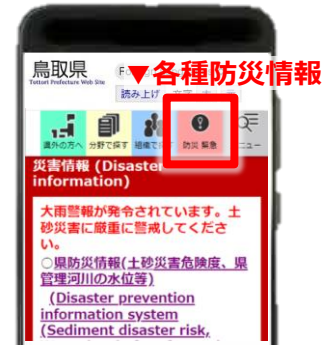 ▼各種防災情報
鳥取県
Tottori Prefecture Web Site
読み上げ
県外の方へ
分野で探す
組織で
防災 緊急
ニュー
災害情報 (Disaster
information)
大雨警報が発令されています。土
砂災害に厳重に警戒してくださ
い。
○県防災情報(土砂災害危険度、県
管理河川の水位等)
(Disaster prevention
information system
(Sediment disaster risk,